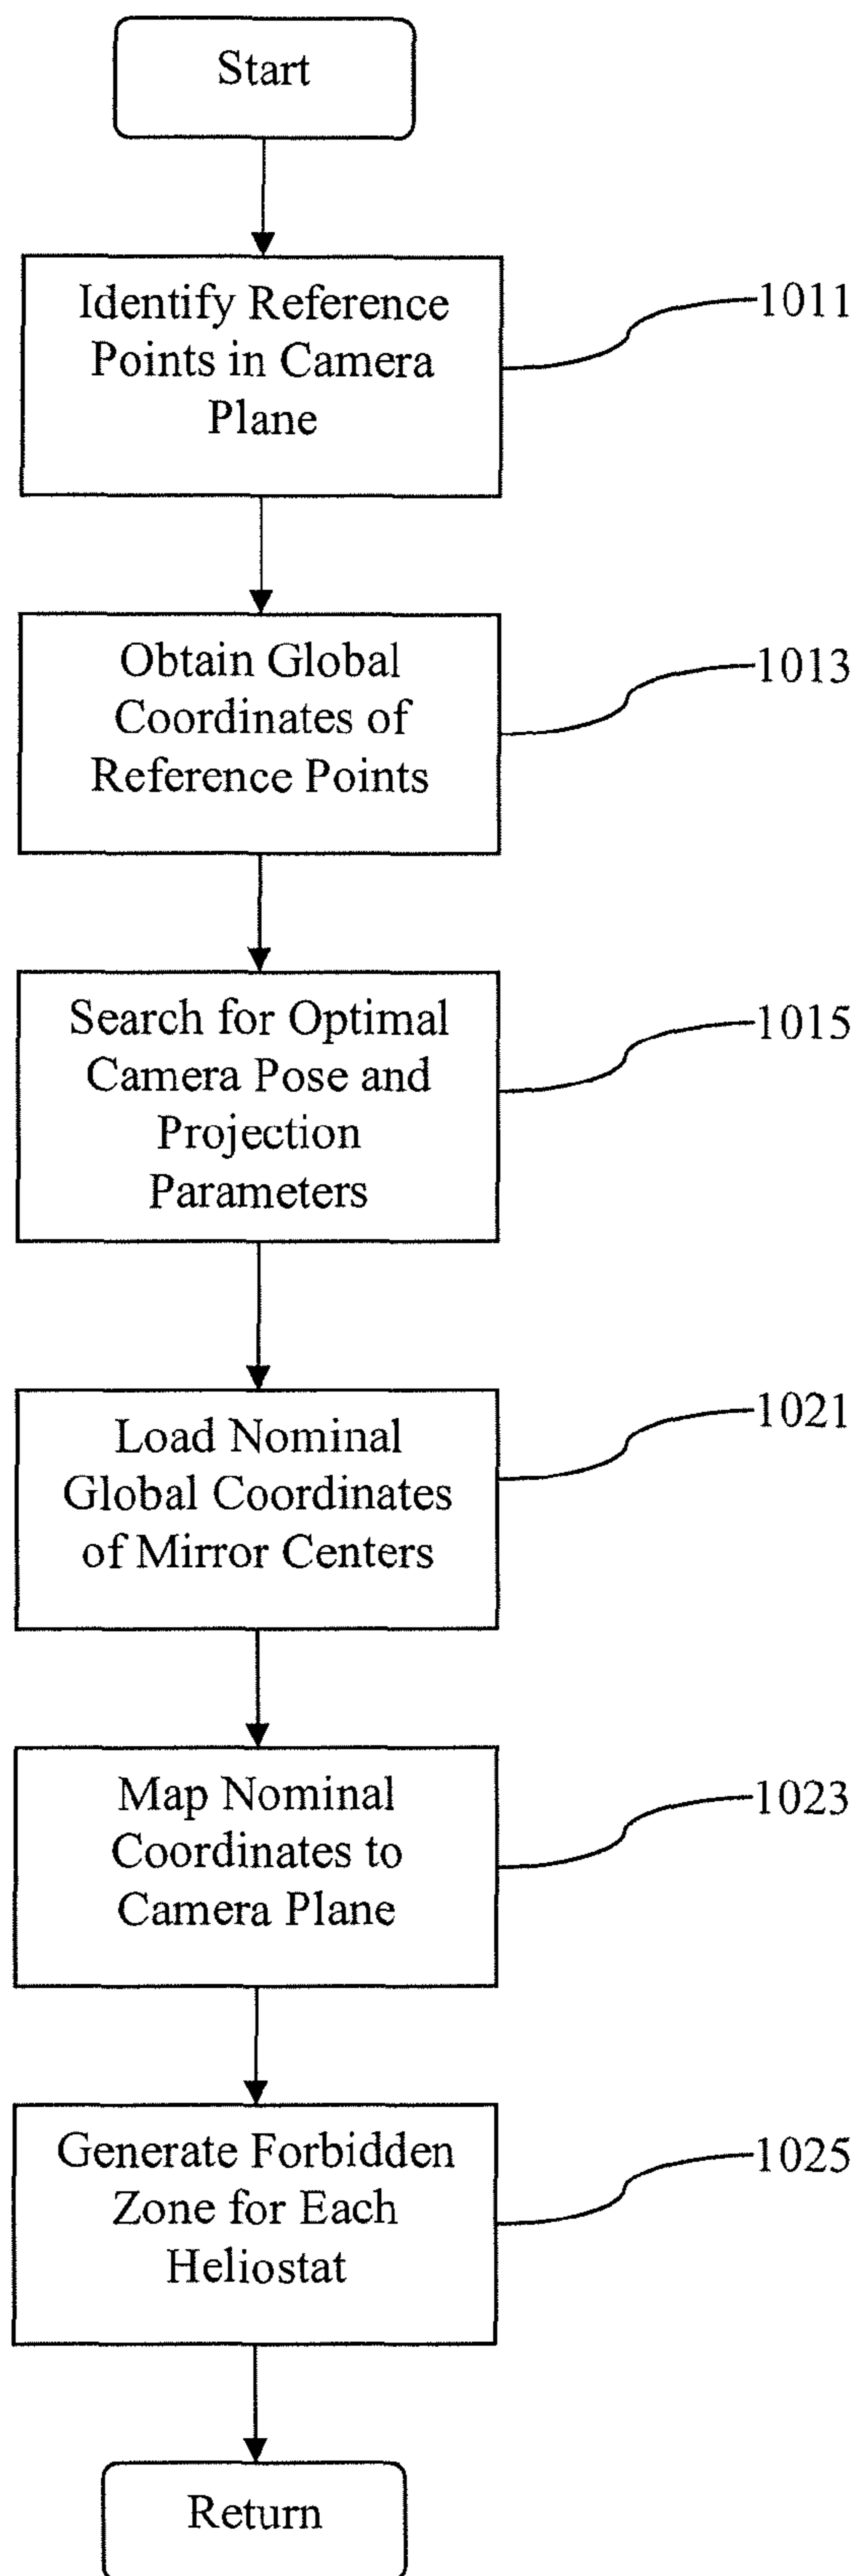 Start
Identify Reference
Points in Camera
Plane
1011
Obtain Global
Coordinates of
Reference Points
1013
Search for Optimal
Camera Pose and
Projection
Parameters
1015
Load Nominal
Global Coordinates
of Mirror Centers
1021
Map Nominal
Coordinates to
Camera Plane
1023
Generate Forbidden
Zone for Each
Heliostat
1025
Return